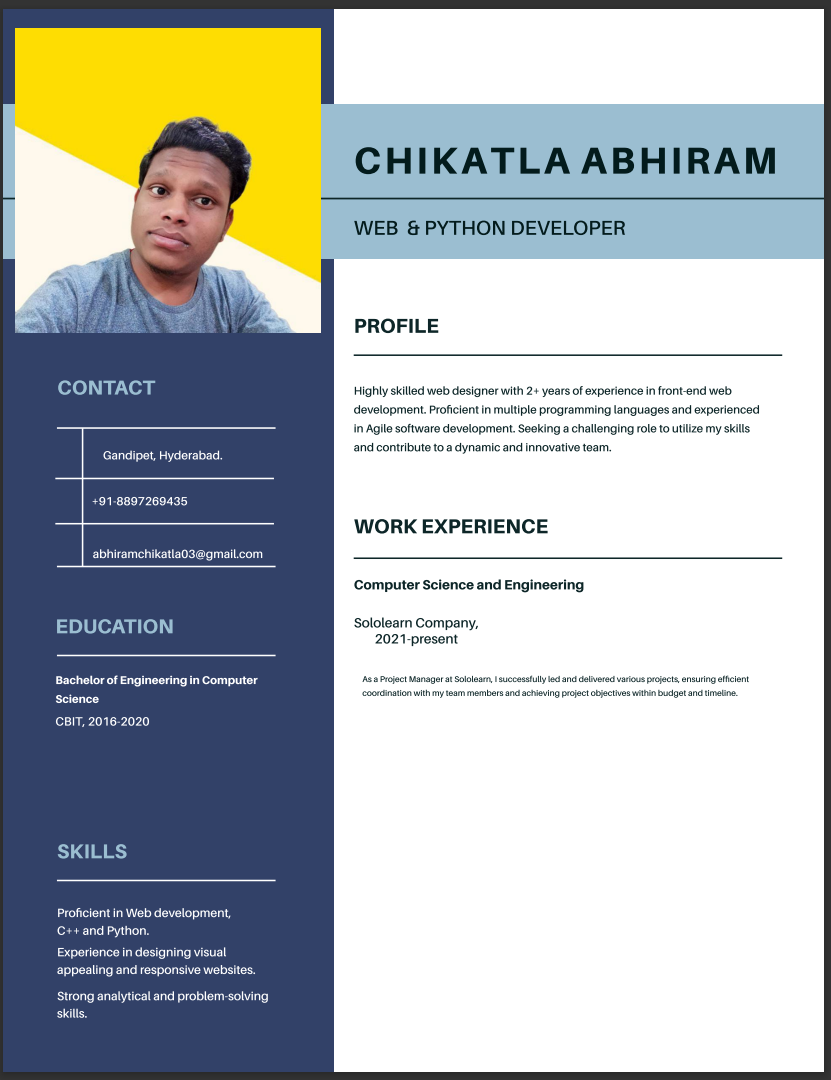 CHIKATLA ABHIRAM
WEB & PYTHON DEVELOPER
CONTACT
Gandipet, Hyderabad.
+91-8897269435
abhiramchikatla03@gmail.com
EDUCATION
Bachelor of Engineering in Computer
Science
CBIT, 2016-2020
SKILLS
Proficient in Web development,
C++ and Python.
Experience in designing visual
appealing and responsive websites.
Strong analytical and problem-solving
skills.
PROFILE
Highly skilled web designer with 2+ years of experience in front-end web
development. Proficient in multiple programming languages and experienced
in Agile software development. Seeking a challenging role to utilize my skills
and contribute to a dynamic and innovative team.
WORK EXPERIENCE
Computer Science and Engineering
Sololearn Company,
2021-present
As a Project Manager at Sololearn, I successfully led and delivered various projects, ensuring efficient
coordination with my team members and achieving project objectives within budget and timeline.